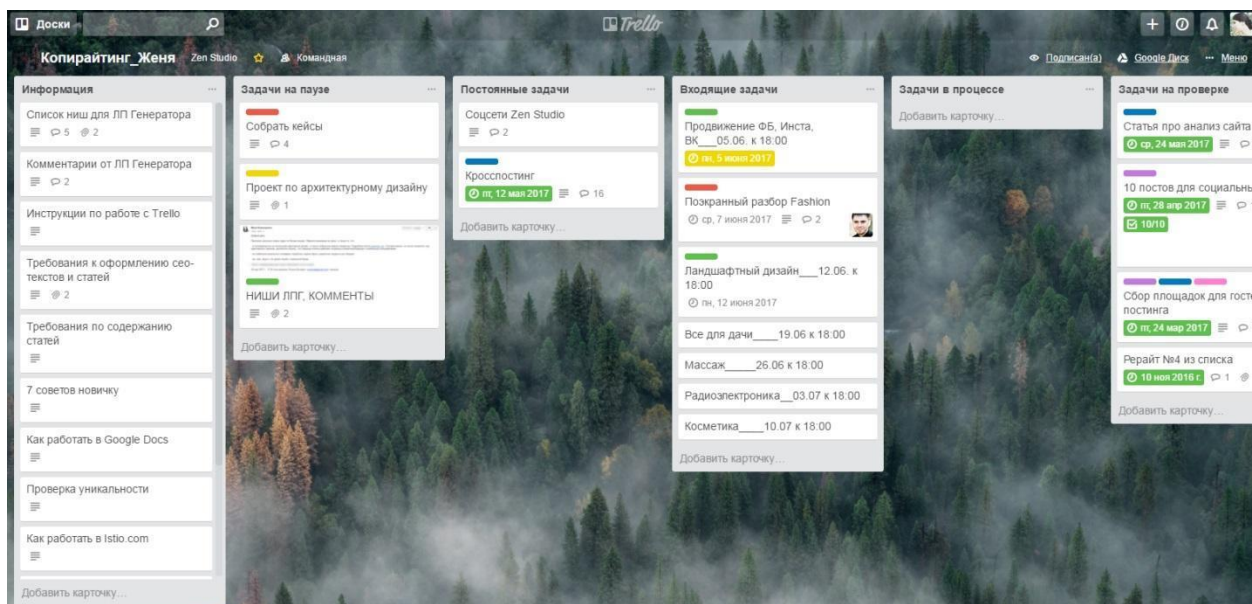 Доски
Trello
Копирайтинг_Женя
Zen Studio
Командная
Подписан(а)
Google Диск
Меню
Информация
Список ниш для ЛП Генератора
5
2
Комментарии от ЛП Генератора
2
Инструкции по работе с Trello
Требования к оформлению сео-
текстов и статей
2
Требования по содержанию
статей
7 советов новичку
Как работать в Google Docs
Проверка уникальности
Как работать в Istio.com
Добавить карточку...
Задачи на паузе
Собрать кейсы
4
Проект по архитектурному дизайну
1
НИШИ ЛПГ, КОММЕНТЫ
2
Добавить карточку...
Постоянные задачи
Соцсети Zen Studio
2
Кросспостинг
пт, 12 мая 2017
16
Добавить карточку...
Входящие задачи
Продвижение ФБ, Инста,
ВК___05.06. к 18:00
пн, 5 июня 2017
Поэкранный разбор Fashion
ср, 7 июня 2017
2
Ландшафтный дизайн___12.06. к
18:00
пн, 12 июня 2017
Все для дачи____19.06 к 18:00
Массаж_____26.06 к 18:00
Радиоэлектроника__03.07 к 18:00
Косметика____10.07 к 18:00
Добавить карточку...
Задачи в процессе
Добавить карточку...
Задачи на проверке
Статья про анализ сайта
ср, 24 мая 2017
10 постов для социальны
пт, 28 апр 2017
10/10
Сбор площадок для госте
постинга
пт, 24 мар 2017
Рерайт №4 из списка
10 ноя 2016 г.
1
Добавить карточку...